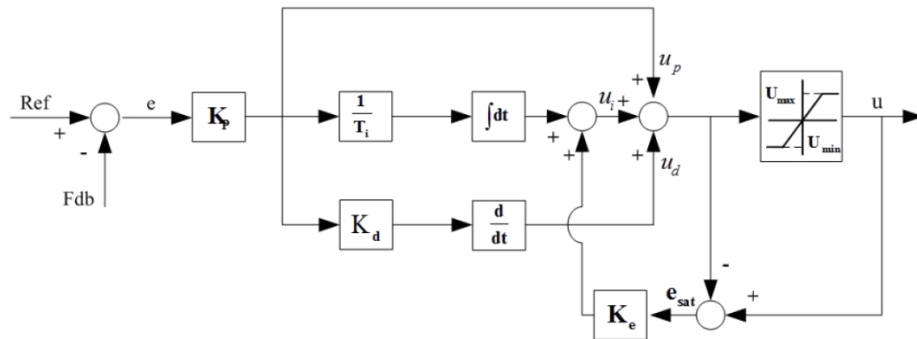 Ref
+
-
Fdb
e
Kp
1
Ti
∫dt
+
+
ui
+
+
up
+
ud
Kd
d
dt
Umax
Umin
u
-
+
esat
Ke